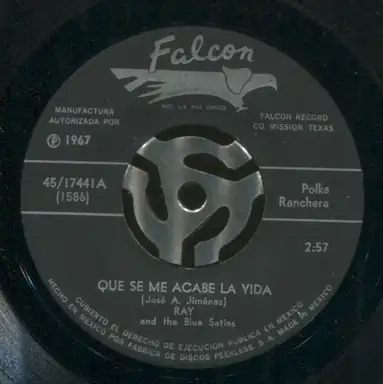 Falcon
REG. U.S. PAT. OFFICE
MANUFACTURA
AUTORIZADA POR
FALCON RECORD
CO. MISSION, TEXAS
Ⓟ 1967
45/17441A
(1586)
Polka
Ranchera
2:57
QUE SE ME ACABE LA VIDA
(José A. Jiménez)
RAY
and the Blue Satins
CUBIERTO EL DERECHO DE EJECUCION PUBLICA EN MEXICO
HECHO EN MEXICO POR FABRICA DE DISCOS PEERLESS S.A. MADE IN MEXICO